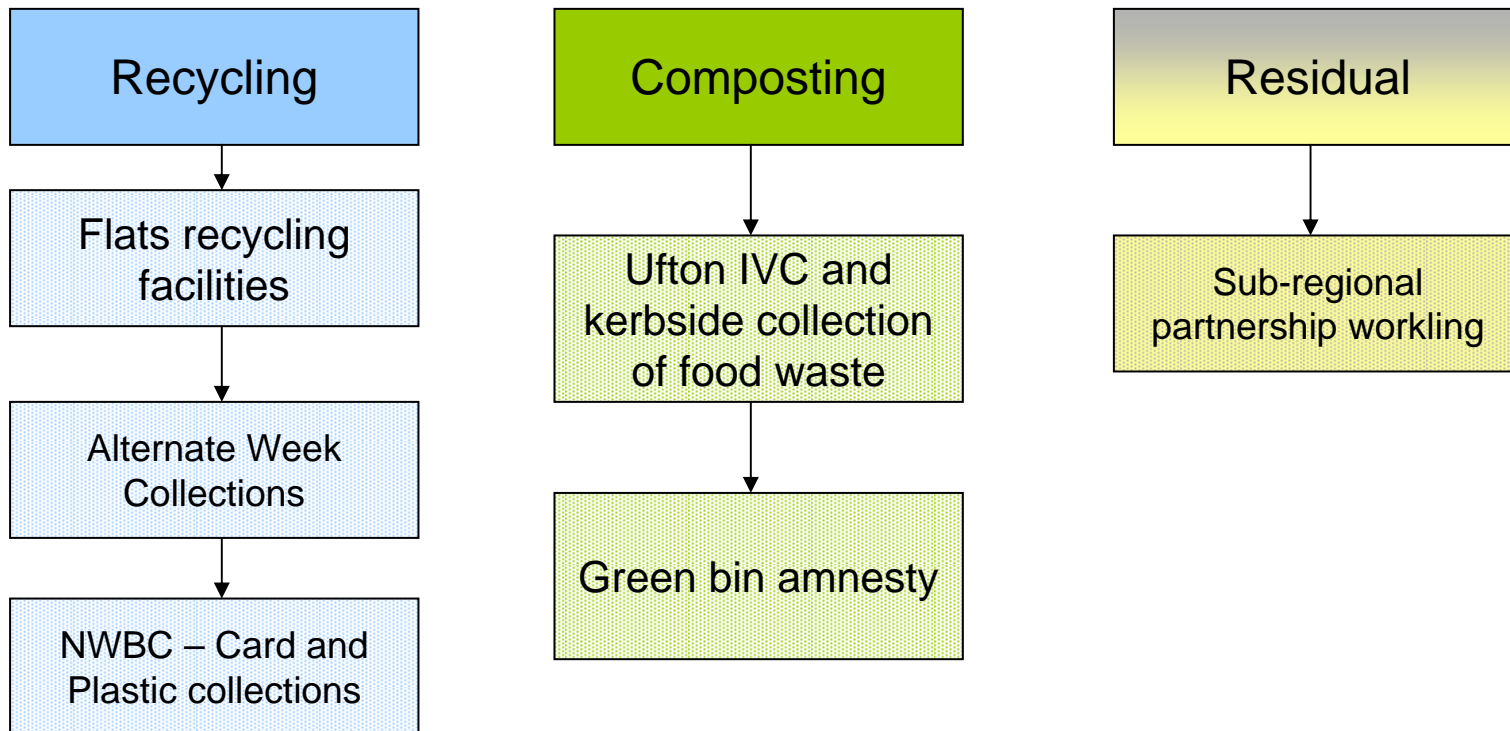 Recycling
Flats recycling
facilities
Alternate Week
Collections
NWBC – Card and
Plastic collections
Composting
Ufton IVC and
kerbside collection
of food waste
Green bin amnesty
Residual
Sub-regional
partnership workling